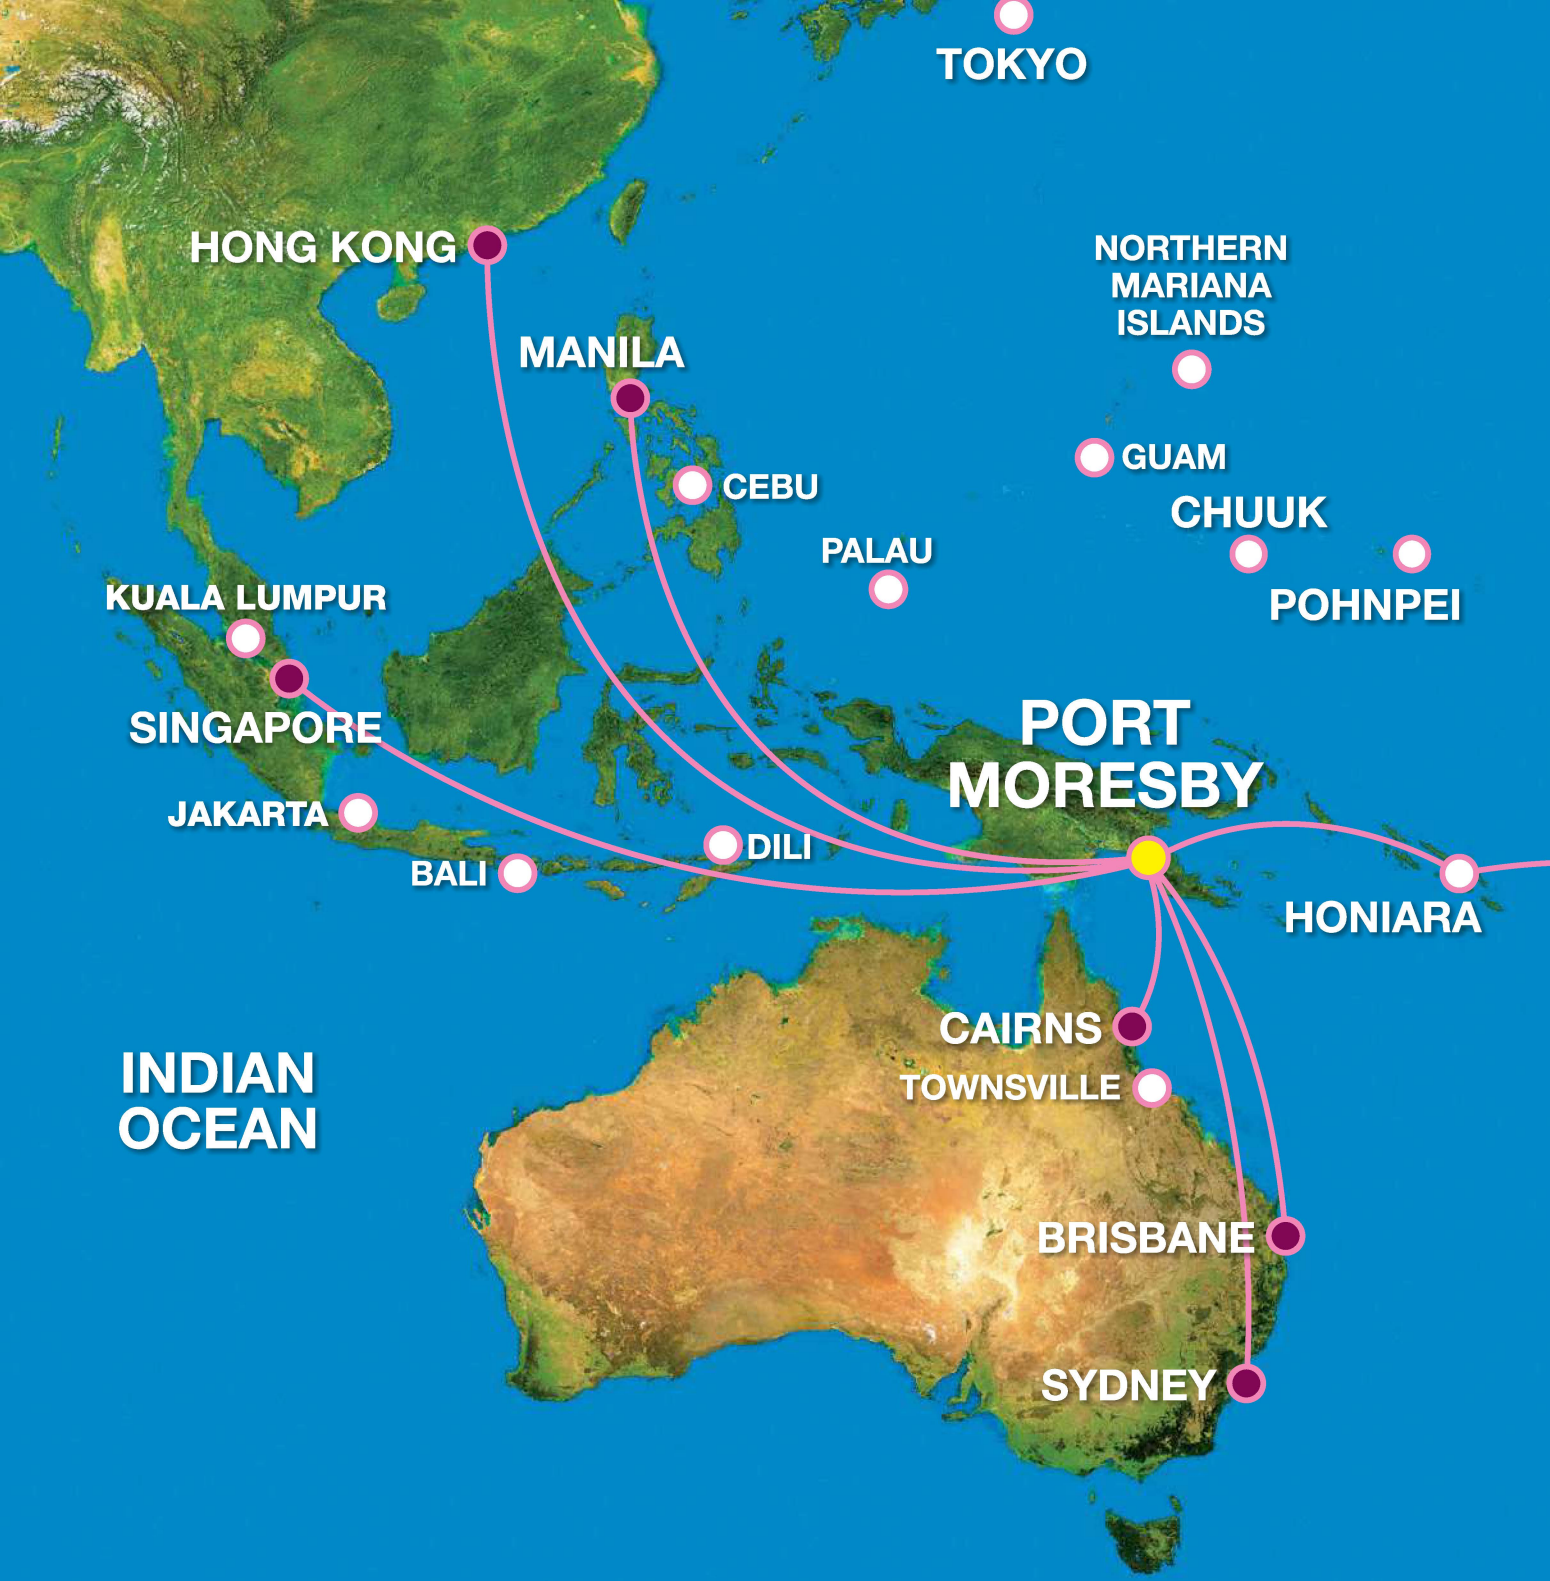 TOKYO
HONG KONG
NORTHERN
MARIANA
ISLANDS
MANILA
GUAM
CEBU
CHUUK
PALAU
KUALA LUMPUR
POHNPEI
SINGAPORE
PORT
MORESBY
JAKARTA
DILI
BALI
HONIARA
CAIRNS
INDIAN
OCEAN
TOWNSVILLE
BRISBANE
SYDNEY